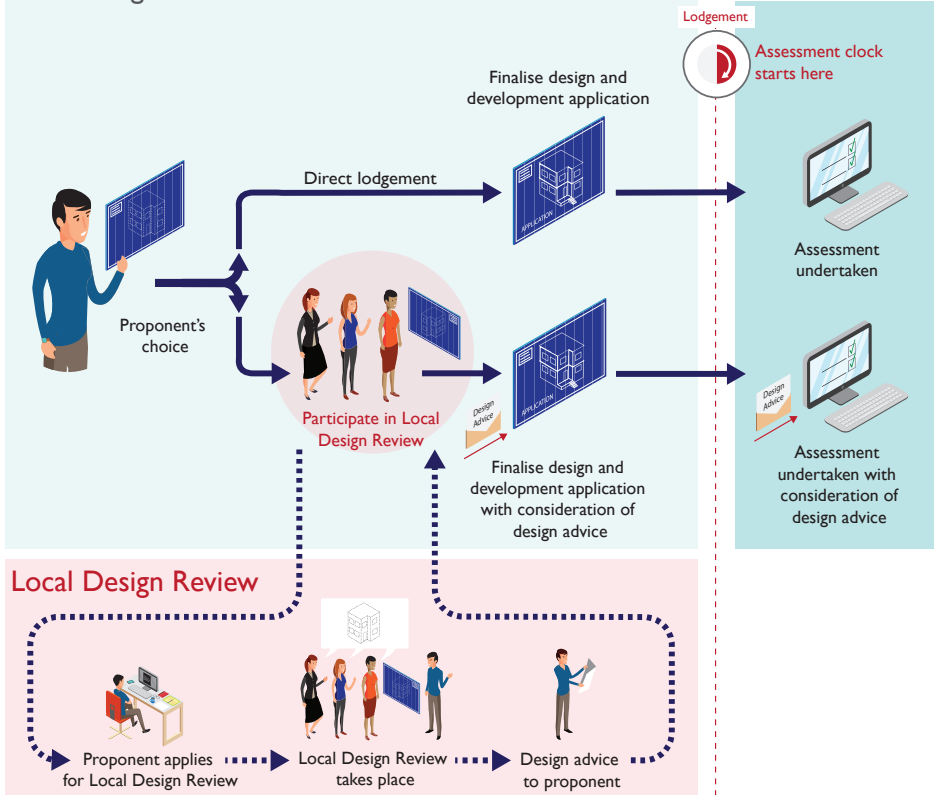 Lodgement
Assessment clock
starts here
Finalise design and
development application
Direct lodgement
APPLICATION
Assessment
undertaken
Proponent's
choice
Participate in Local
Design Review
Design
Advice
APPLICATION
Finalise design and
development application
with consideration of
design advice
Design
Advice
Assessment
undertaken with
consideration of
design advice
Local Design Review
Proponent applies
for Local Design Review
Local Design Review
takes place
Design advice
to proponent